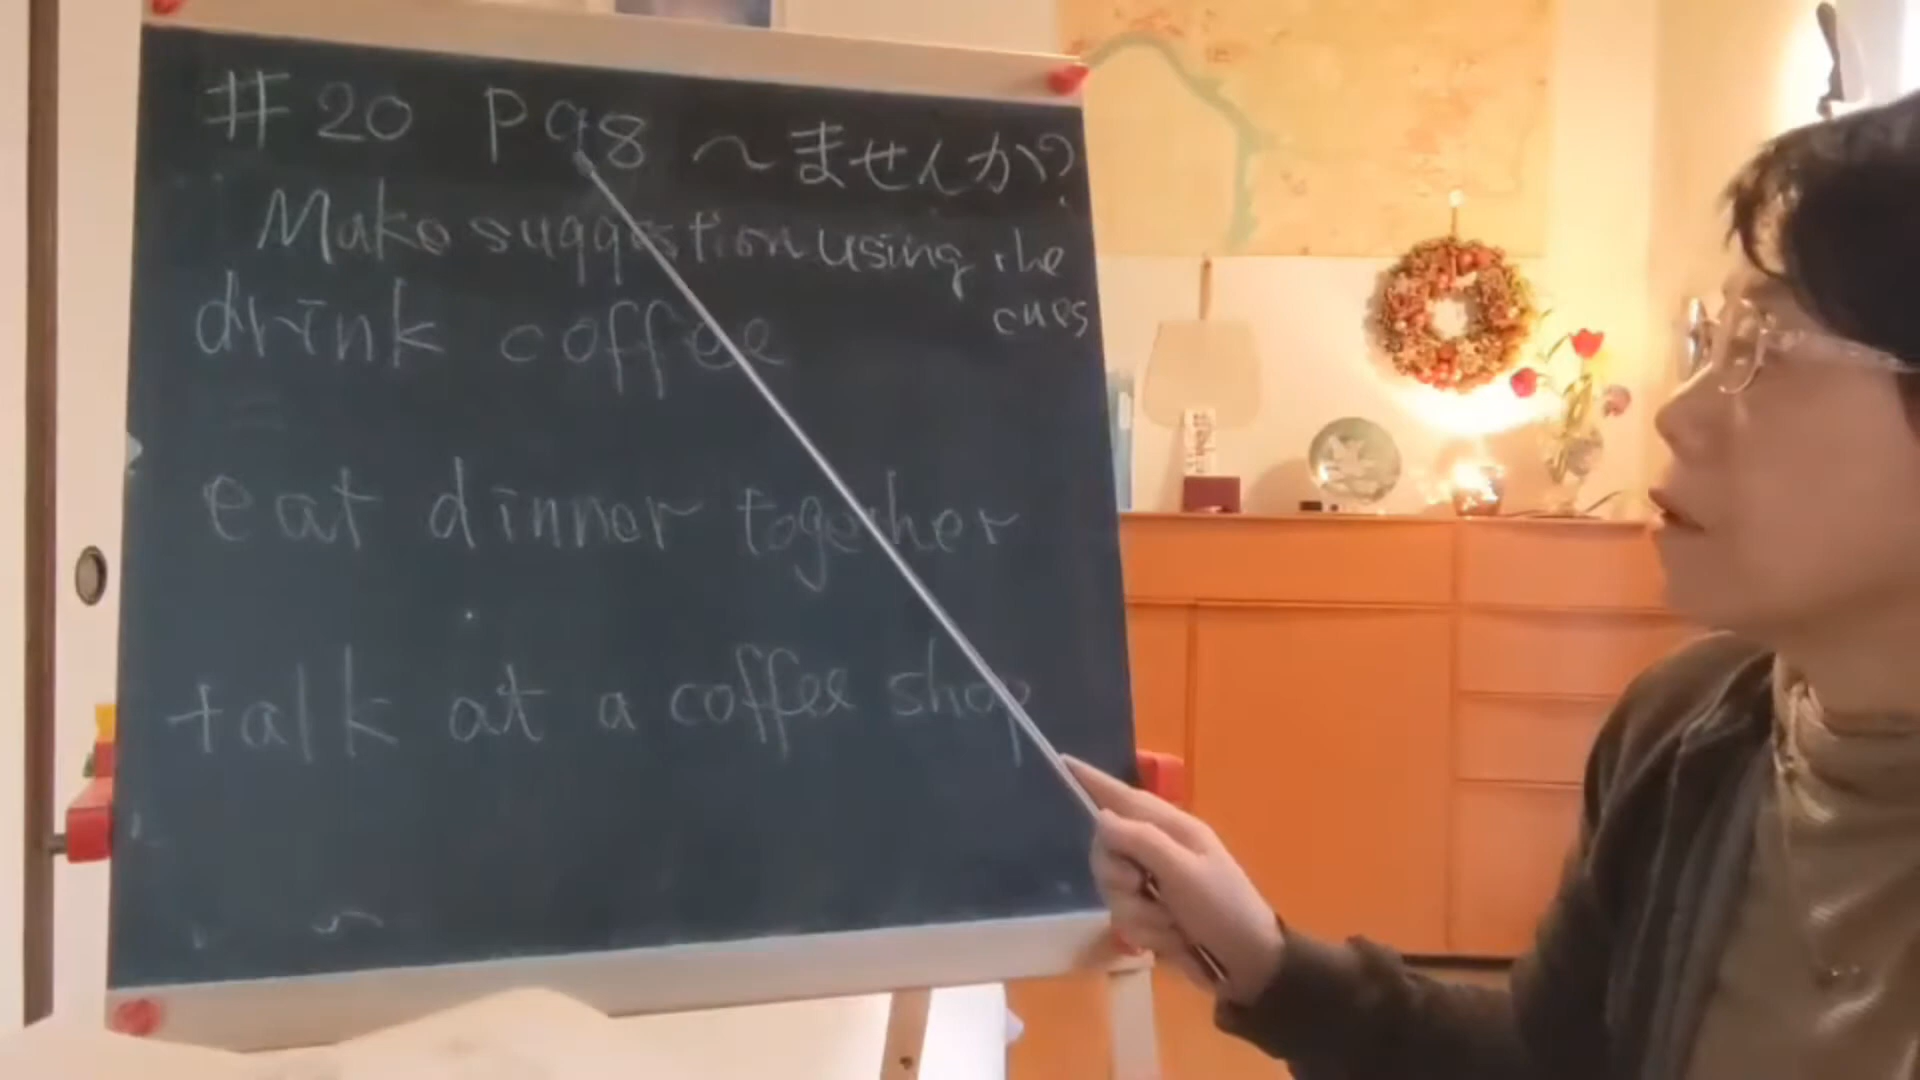 #20 P98 ～ませんか?
Make suggestion using the
cues
drink coffee
eat dinner together
talk at a coffee shop